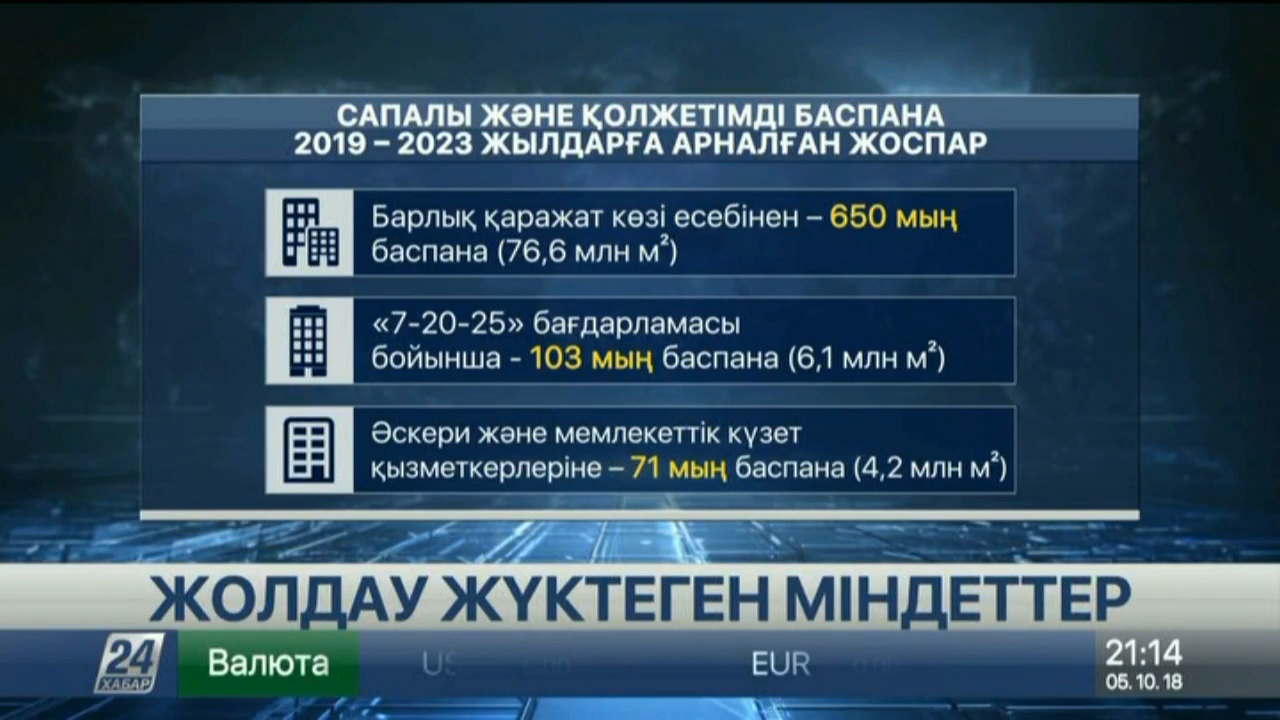 САПАЛЫ ЖӘНЕ ҚОЛЖЕТІМДІ БАСПАНА
2019 – 2023 ЖЫЛДАРҒА АРНАЛҒАН ЖОСПАР
Барлық қаражат көзі есебінен – 650 мың
баспана (76,6 млн м²)
«7-20-25» бағдарламасы
бойынша - 103 мың баспана (6,1 млн м²)
Әскери және мемлекеттік күзет
қызметкерлеріне – 71 мың баспана (4,2 млн м²)
ЖОЛДАУ ЖҮКТЕГЕН МІНДЕТТЕР
24
ХАБАР
Валюта
EUR
21:14
05.10.18